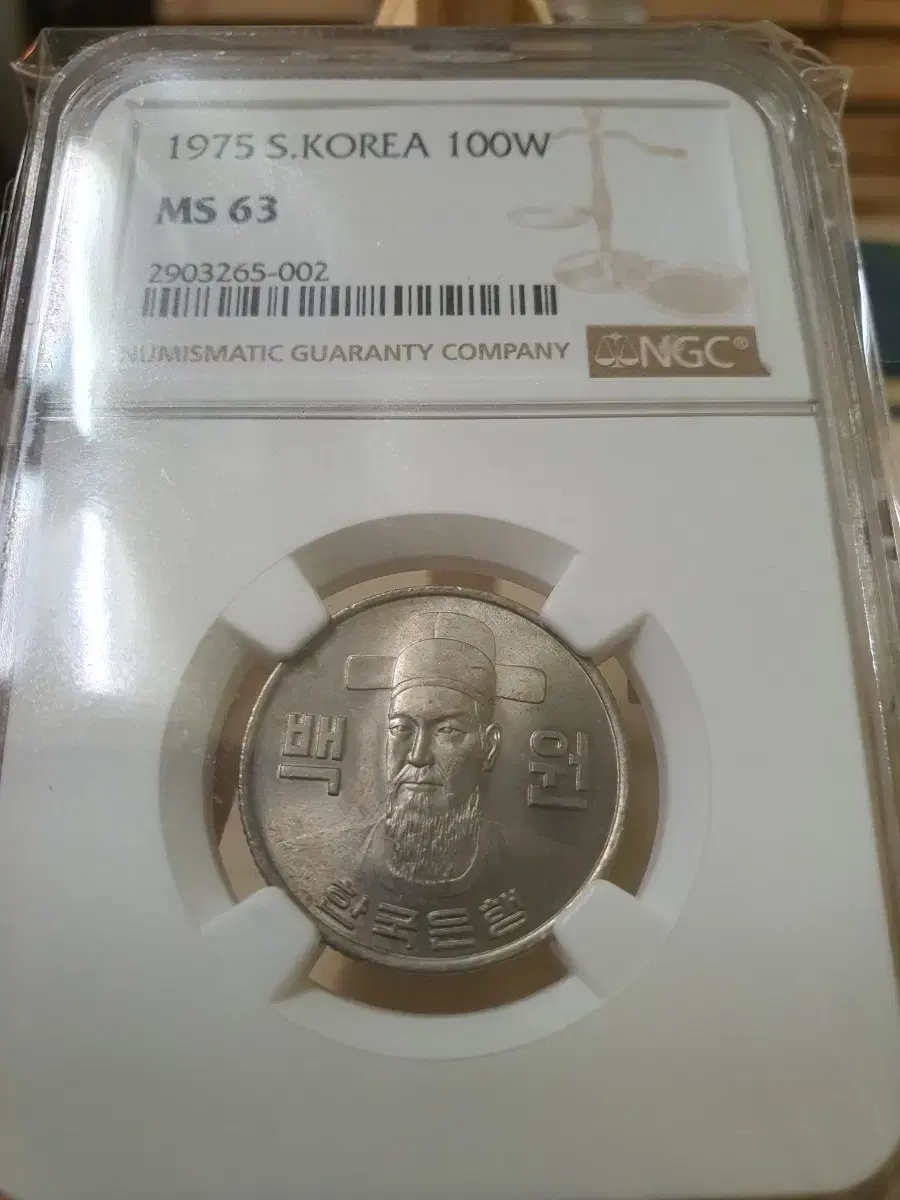 1975 S.KOREA 100W
MS 63
2903265-002
NUMISMATIC GUARANTY COMPANY
NGC®
백 원
한국은행